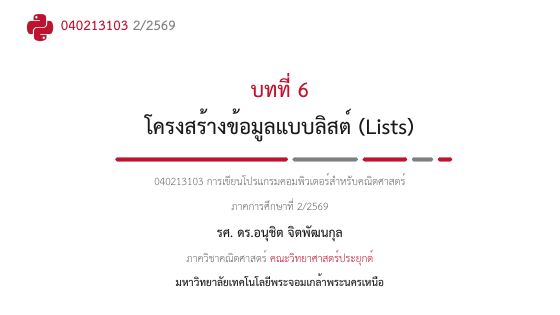 040213103 2/2569
บทที่ 6
โครงสร้างข้อมูลแบบลิสต์ (Lists)
040213103 การเขียนโปรแกรมคอมพิวเตอร์สำหรับคณิตศาสตร์
ภาคการศึกษาที่ 2/2569
รศ. ดร.อนุชิต จิตพัฒนกุล
ภาควิชาคณิตศาสตร์ คณะวิทยาศาสตร์ประยุกต์
มหาวิทยาลัยเทคโนโลยีพระจอมเกล้าพระนครเหนือ